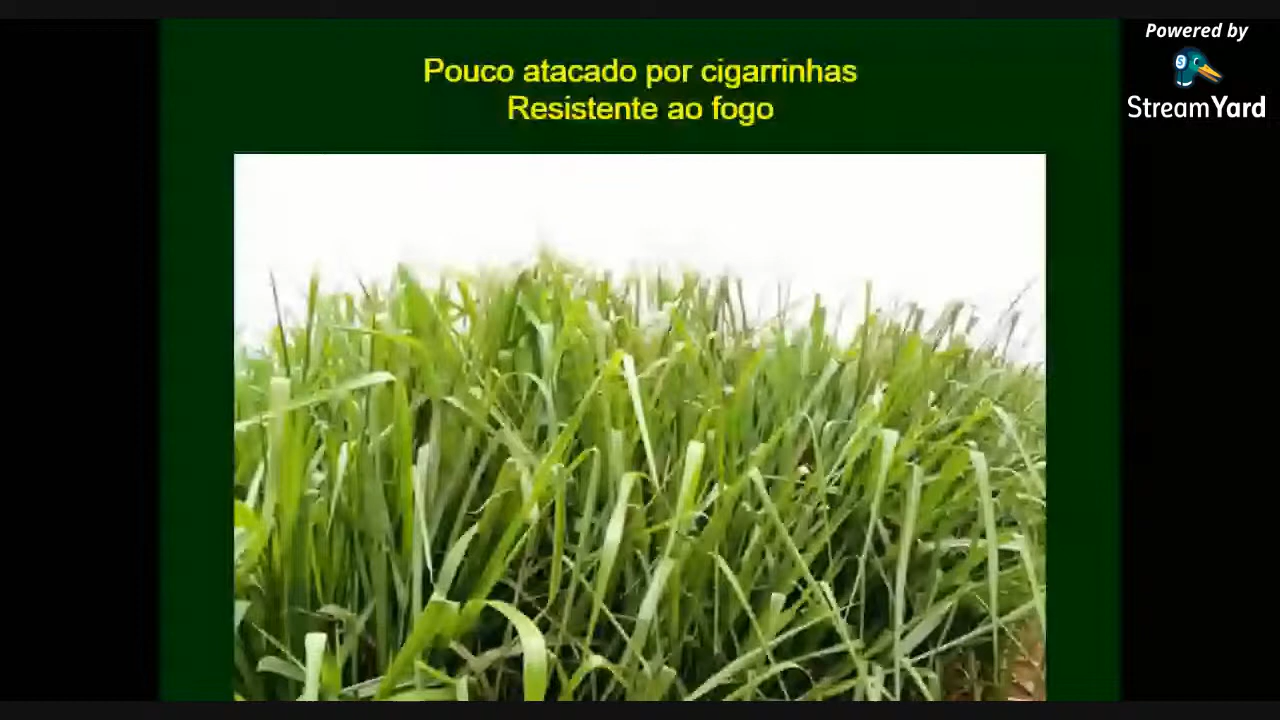 Powered by
StreamYard
Pouco atacado por cigarrinhas
Resistente ao fogo